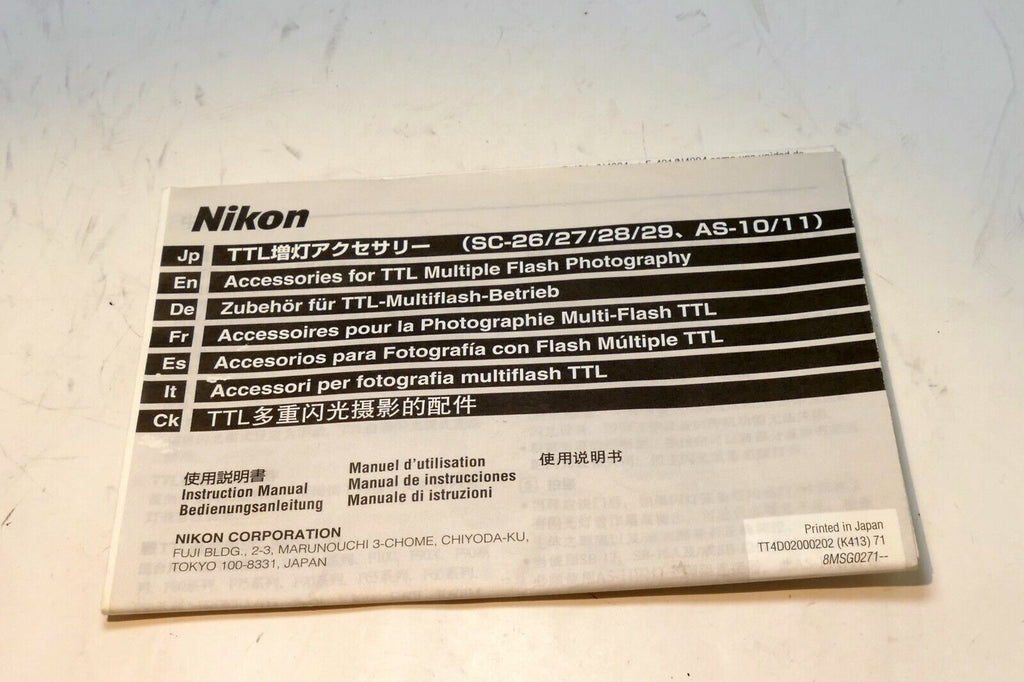 Nikon
Jp TTL増灯アクセサリー (SC-26/27/28/29、AS-10/11)
En Accessories for TTL Multiple Flash Photography
De Zubehör für TTL-Multiflash-Betrieb
Fr Accessoires pour la Photographie Multi-Flash TTL
Es Accesorios para Fotografía con Flash Múltiple TTL
It Accessori per fotografia multiflash TTL
Ck TTL多重闪光摄影的配件
使用説明書
Instruction Manual
Bedienungsanleitung
Manuel d'utilisation
Manual de instrucciones
Manuale di istruzioni
使用说明书
NIKON CORPORATION
FUJI BLDG., 2-3, MARUNOUCHI 3-CHOME, CHIYODA-KU,
TOKYO 100-8331, JAPAN
Printed in Japan
TT4D02000202 (K413) 71
8MSG0271--